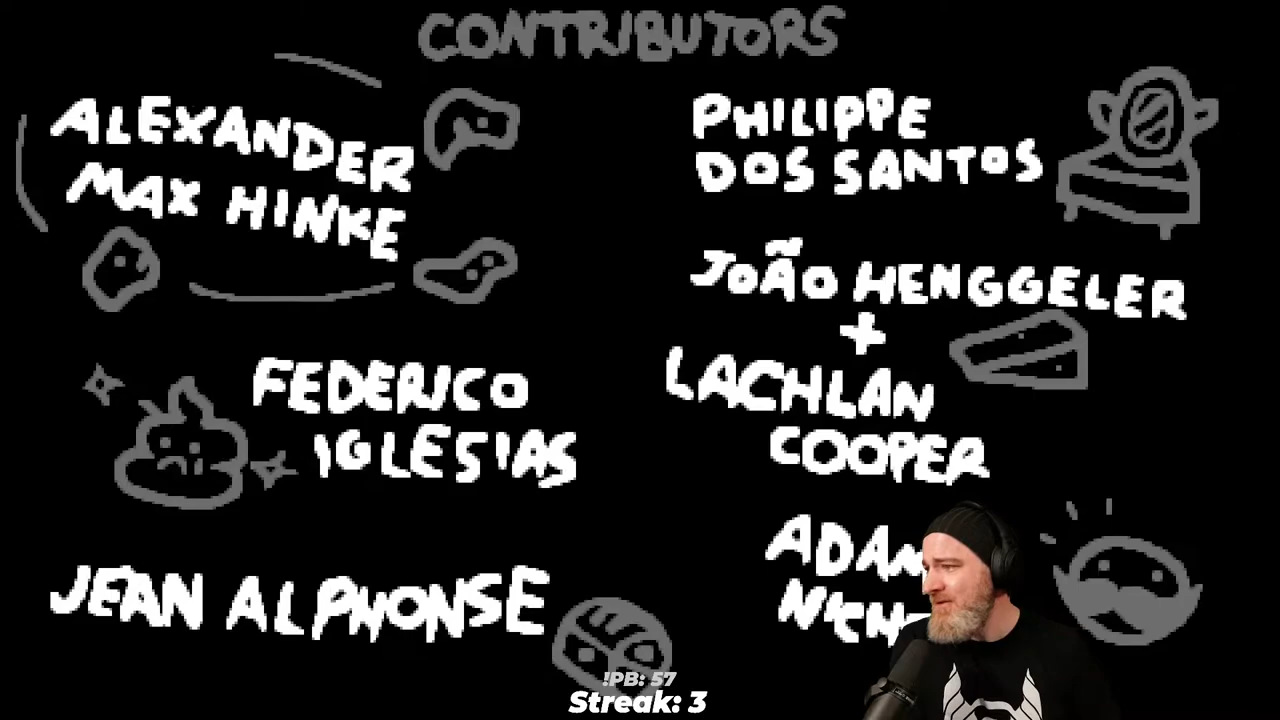 CONTRIBUTORS
ALEXANDER
MAX HINKE
PHILIPPE
DOS SANTOS
JOÃO HENGGELER
+
LACHLAN
COOPER
FEDERICO
IGLESIAS
ADAM
JEAN ALPHONSE
!PB: 57
Streak: 3